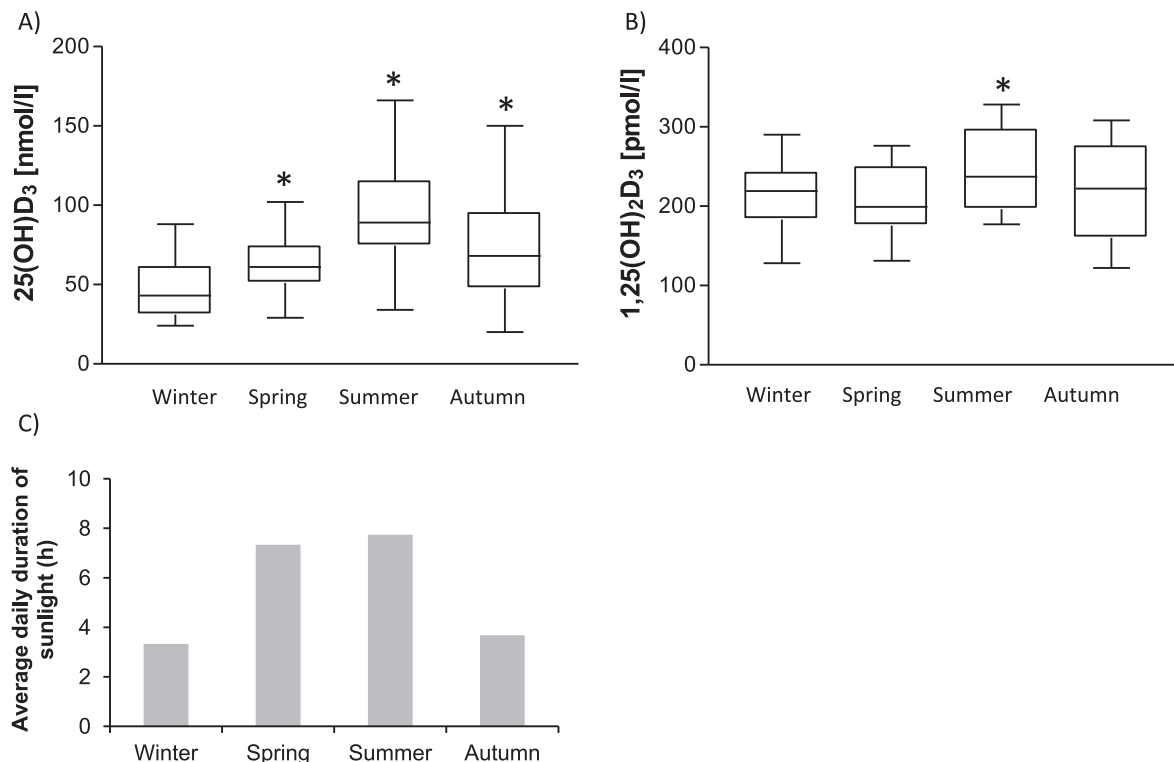 A)
25(OH)D₃ [nmol/l]
200
150
100
50
0
*
*
*
Winter Spring Summer Autumn
B)
1,25(OH)₂D₃ [pmol/l]
400
300
200
100
0
*
Winter Spring Summer Autumn
C)
Average daily duration of
sunlight (h)
10
8
6
4
2
0
Winter Spring Summer Autumn